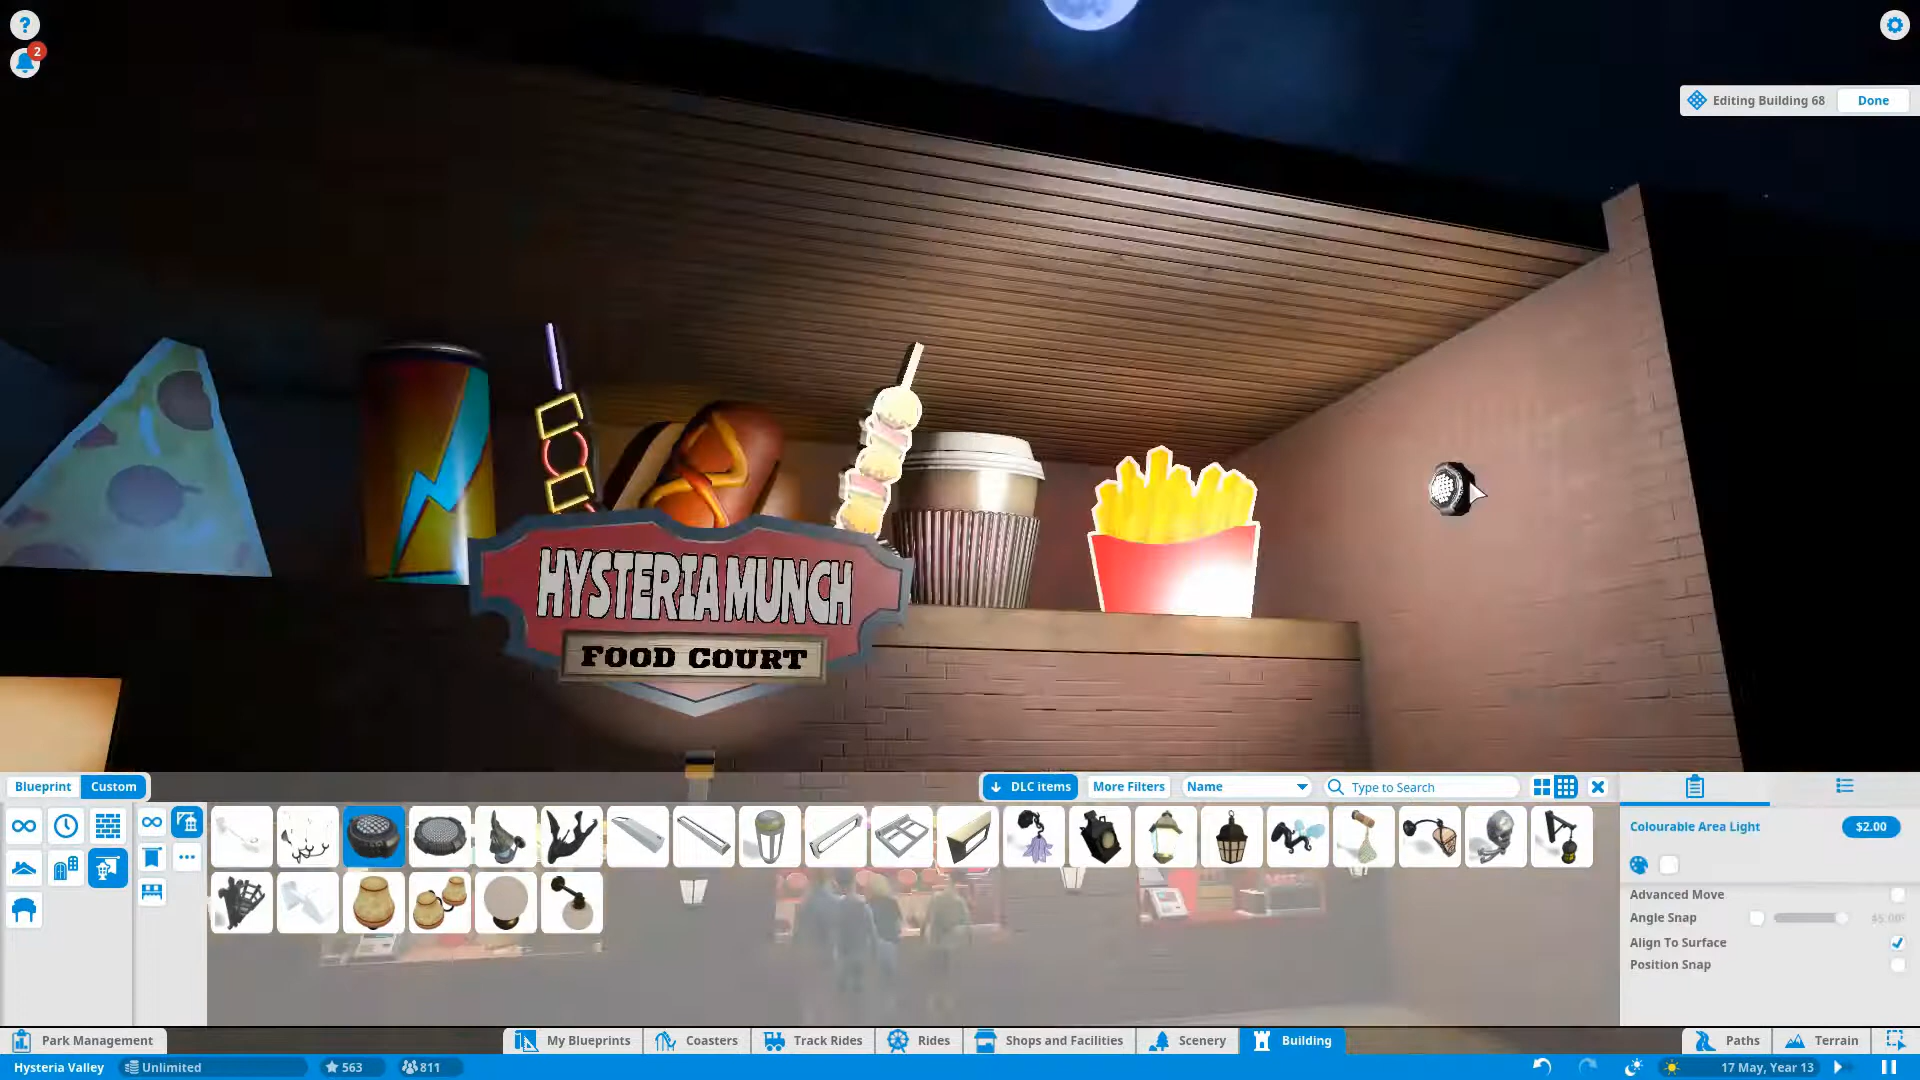 ?
2
Editing Building 68
Done
HYSTERIA MUNCH
FOOD COURT
Blueprint
Custom
DLC items
More Filters
Name
Type to Search
Colourable Area Light
$2.00
Advanced Move
Angle Snap
Align To Surface
Position Snap
Park Management
My Blueprints
Coasters
Track Rides
Rides
Shops and Facilities
Scenery
Building
Paths
Terrain
Hysteria Valley
Unlimited
563
811
17 May, Year 13